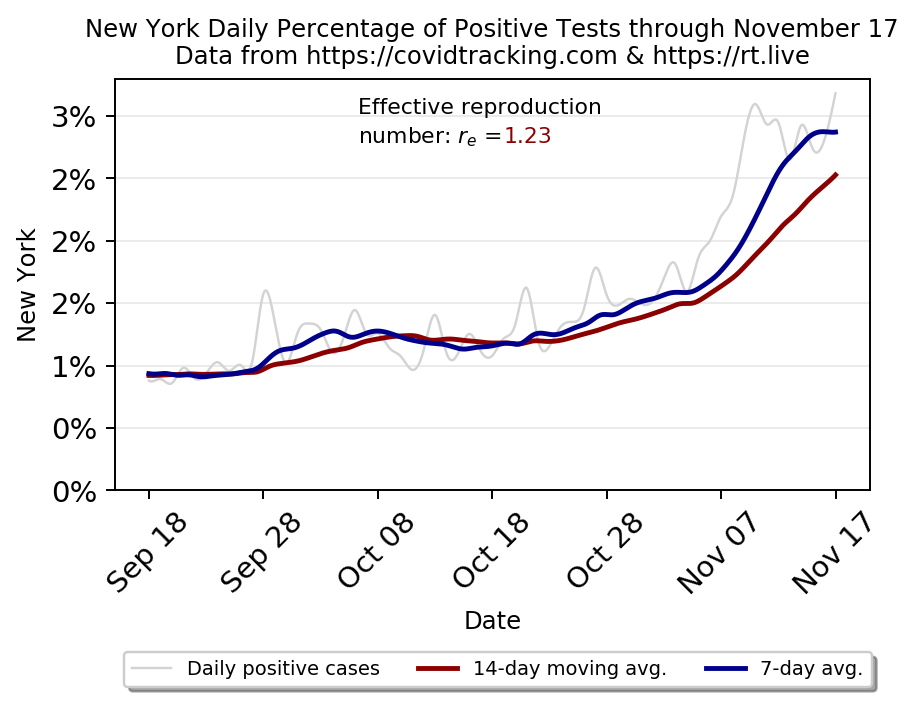 New York Daily Percentage of Positive Tests through November 17
Data from https://covidtracking.com & https://rt.live
Effective reproduction
number: rₑ =1.23
3%
2%
2%
2%
1%
0%
0%
New York
Sep 18
Sep 28
Oct 08
Oct 18
Oct 28
Nov 07
Nov 17
Date
Daily positive cases
14-day moving avg.
7-day avg.